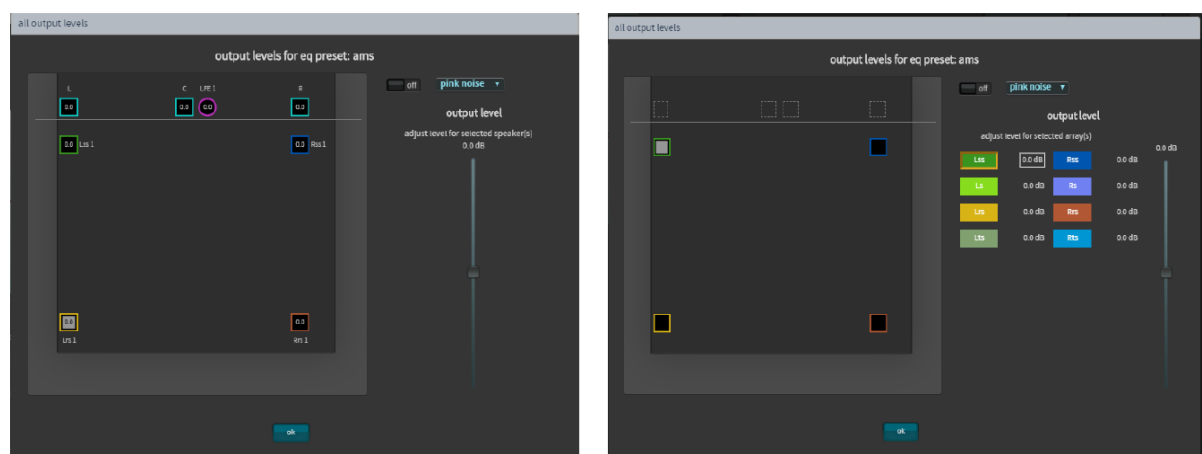 all output levels
output levels for eq preset: ams
off pink noise
L C LFE 1 R
0.0 0.0 0.0 0.0
output level
adjust level for selected speaker(s)
0.0 dB
0.0 Lss 1 0.0 Rss 1
0.0 0.0
Lrs 1 Rrs 1
ok
all output levels
output levels for eq preset: ams
off pink noise
output level
adjust level for selected array(s)
0.0 dB
Lss 0.0 dB Rss 0.0 dB
Ls 0.0 dB Rs 0.0 dB
Lrs 0.0 dB Rrs 0.0 dB
Lts 0.0 dB Rts 0.0 dB
ok